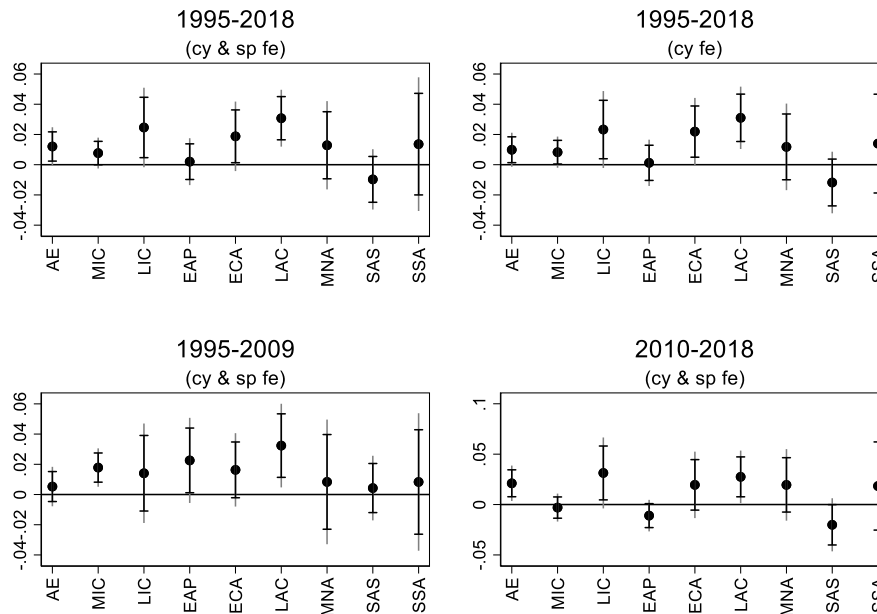 1995-2018
(cy & sp fe)
.06
.04
.02
0
-.02
-.04
AE
MIC
LIC
EAP
ECA
LAC
MNA
SAS
SSA
1995-2018
(cy fe)
.06
.04
.02
0
-.02
-.04
AE
MIC
LIC
EAP
ECA
LAC
MNA
SAS
SSA
1995-2009
(cy & sp fe)
.06
.04
.02
0
-.02
-.04
AE
MIC
LIC
EAP
ECA
LAC
MNA
SAS
SSA
2010-2018
(cy & sp fe)
.1
.05
0
-.05
AE
MIC
LIC
EAP
ECA
LAC
MNA
SAS
SSA